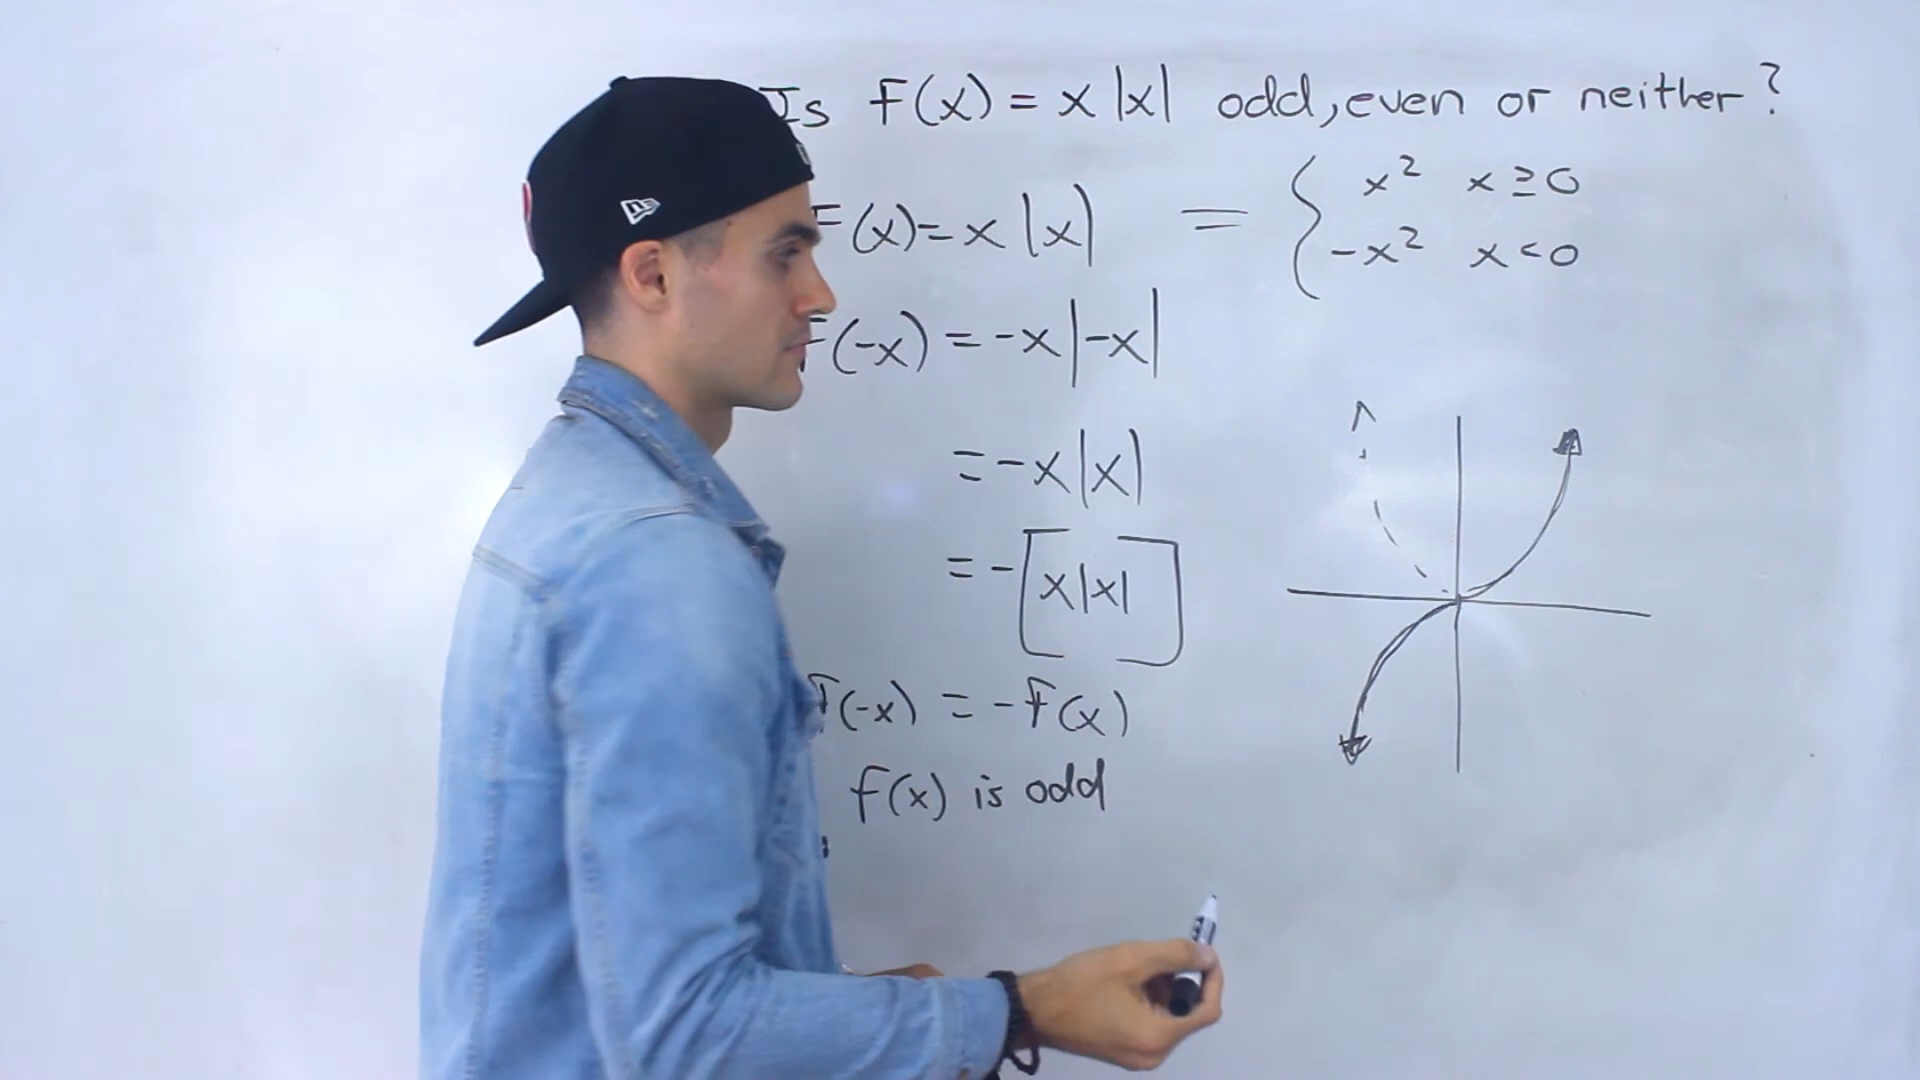 Is F(x) = x |x| odd, even or neither?
F(x) = x |x| = { x² x ≥ 0
-x² x < 0
F(-x) = -x |-x|
= -x |x|
= -[x|x|]
F(-x) = -F(x)
F(x) is odd